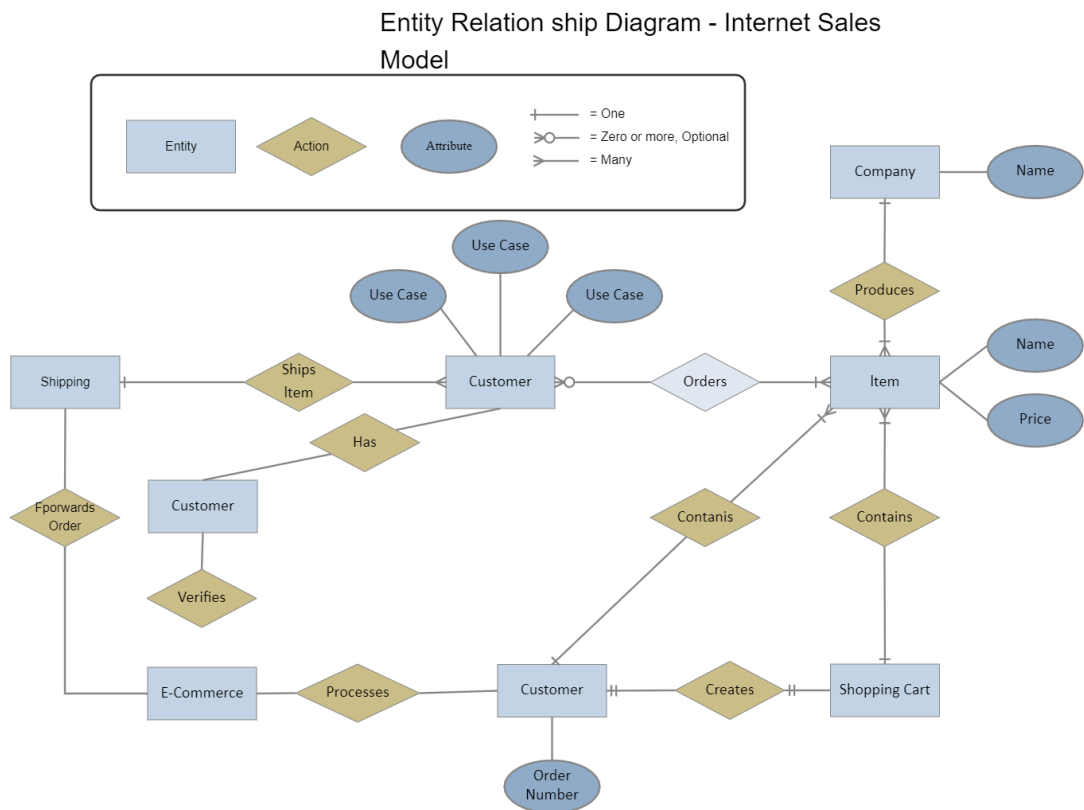 Entity Relation ship Diagram - Internet Sales
Model
Entity
Action
Attribute
= One
= Zero or more, Optional
= Many
Company
Name
Use Case
Use Case
Use Case
Produces
Shipping
Ships
Item
Customer
Orders
Item
Name
Price
Has
Customer
Fporwards
Order
Contanis
Contains
Verifies
E-Commerce
Processes
Customer
Creates
Shopping Cart
Order
Number